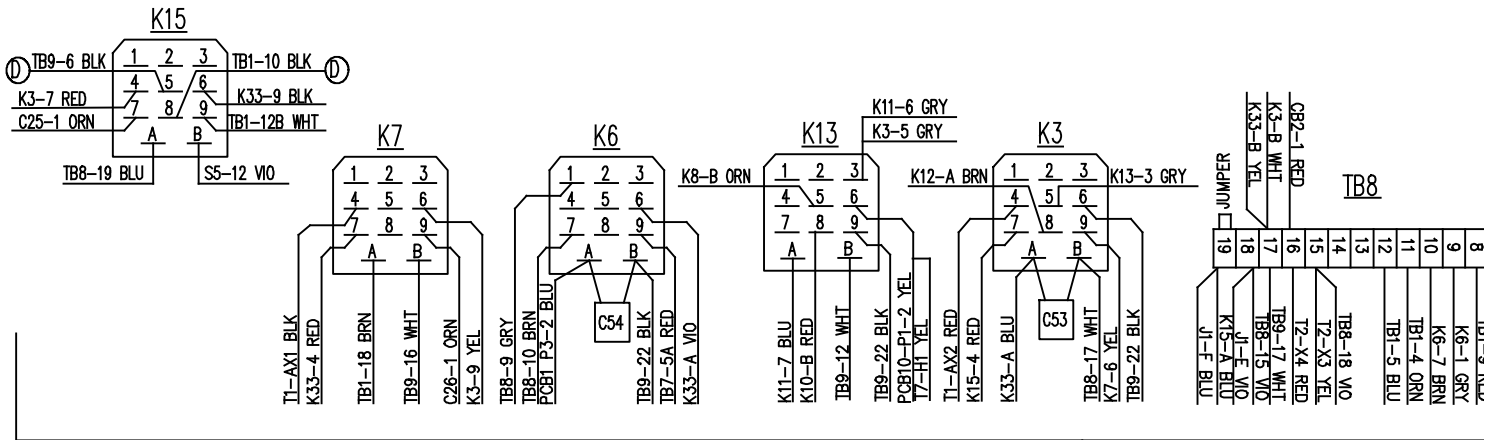 K15
1 2 3
4 5 6
7 8 9
A B
D TB9-6 BLK
TB1-10 BLK D
K3-7 RED
K33-9 BLK
C25-1 ORN
TB1-12B WHT
TB8-19 BLU
S5-12 VIO
K7
1 2 3
4 5 6
7 8 9
A B
T1-AX1 BLK
K33-4 RED
TB1-18 BRN
TB9-16 WHT
C26-1 ORN
K3-9 YEL
K6
1 2 3
4 5 6
7 8 9
A B
C54
TB8-9 GRY
TB8-10 BRN
PCB1 P3-2 BLU
TB9-22 BLK
TB7-5A RED
K33-A VIO
K13
1 2 3
4 5 6
7 8 9
A B
K11-6 GRY
K3-5 GRY
K8-B ORN
K11-7 BLU
K10-B RED
TB9-12 WHT
TB9-22 BLK
PCB10-P1-2 YEL
T7-H1 YEL
K3
1 2 3
4 5 6
7 8 9
A B
C53
K12-A BRN
K13-3 GRY
T1-AX2 RED
K15-4 RED
K33-A BLU
TB8-17 WHT
K7-6 YEL
TB9-22 BLK
TB8
JUMPER
K33-B YEL
K3-B WHT
CB2-1 RED
19 18 17 16 15 14 13 12 11 10 9 8
J1-F BLU
K15-A BLU
J1-E VIO
TB8-15 VIO
TB9-17 WHT
T2-X4 RED
T2-X3 YEL
TB8-18 VIO
TB1-5 BLU
TB1-4 ORN
K6-7 BRN
K6-1 GRY